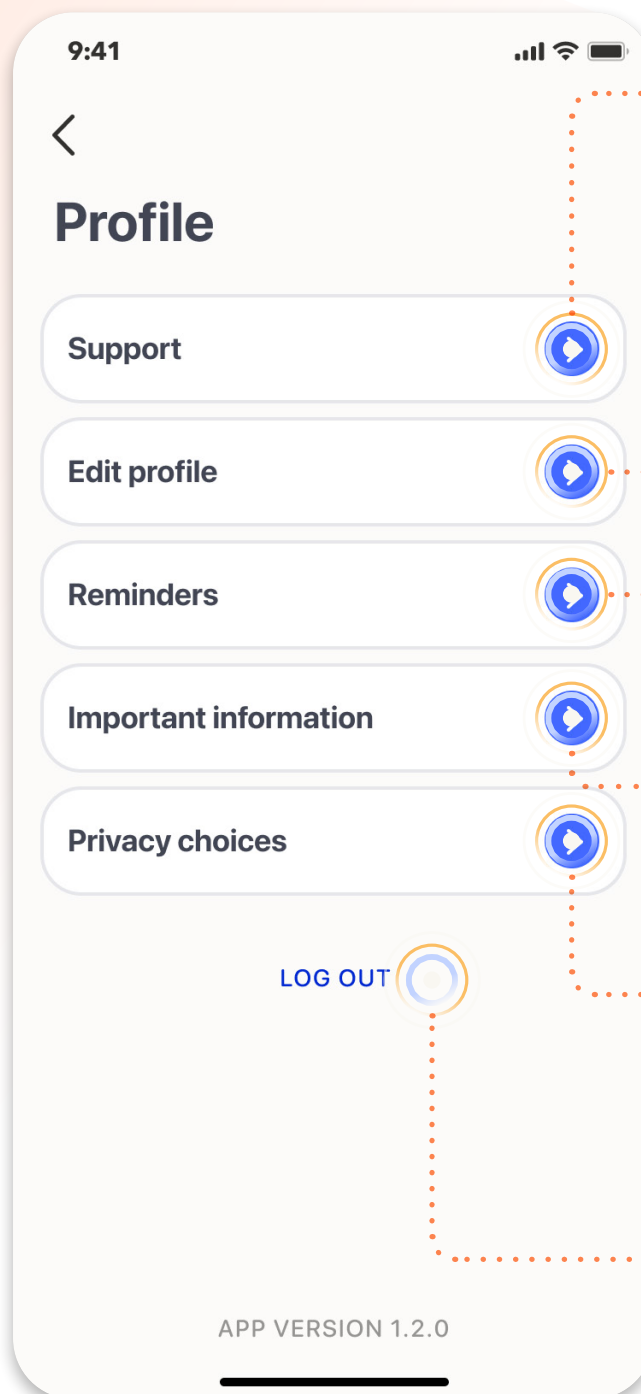 9:41
Profile
Support
Edit profile
Reminders
Important information
Privacy choices
LOG OUT
APP VERSION 1.2.0